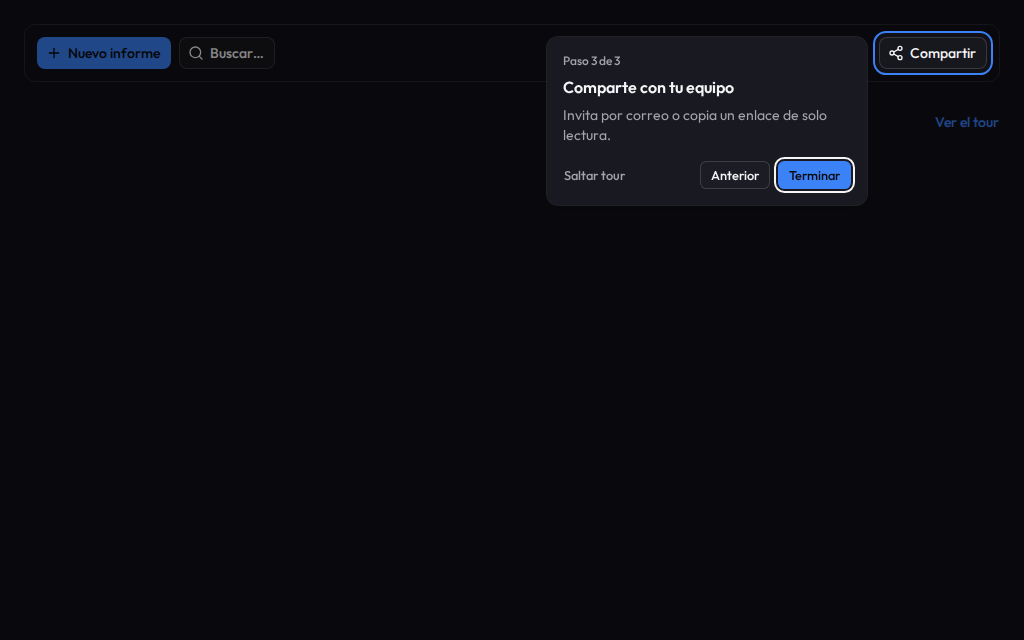 Nuevo informe
Buscar…
Compartir
Paso 3 de 3
Comparte con tu equipo
Invita por correo o copia un enlace de solo
lectura.
Saltar tour
Anterior
Terminar
Ver el tour